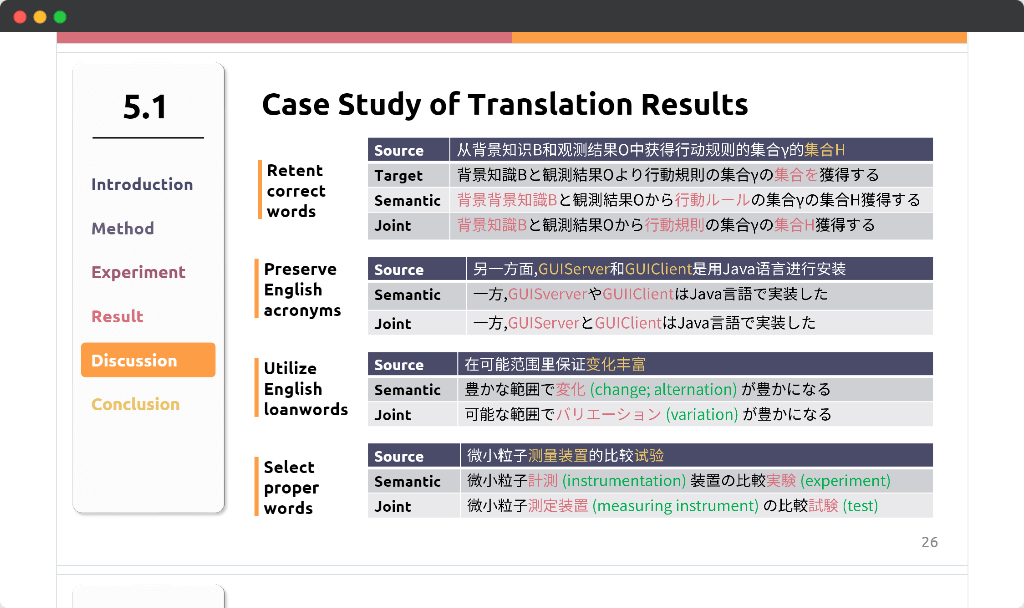 5.1
Introduction
Method
Experiment
Result
Discussion
Conclusion
Case Study of Translation Results
Retent
correct
words
Source 从背景知识B和观测结果O中获得行动规则的集合γ的集合H
Target 背景知識Bと観測結果Oより行動規則の集合γの集合を獲得する
Semantic 背景背景知識Bと観測結果Oから行動ルールの集合γの集合H獲得する
Joint 背景知識Bと観測結果Oから行動規則の集合γの集合H獲得する
Preserve
English
acronyms
Source 另一方面,GUIServer和GUIClient是用Java语言进行安装
Semantic 一方,GUISververやGUIIClientはJava言語で実装した
Joint 一方,GUIServerとGUIClientはJava言語で実装した
Utilize
English
loanwords
Source 在可能范围里保证变化丰富
Semantic 豊かな範囲で変化 (change; alternation) が豊かになる
Joint 可能な範囲でバリエーション (variation) が豊かになる
Select
proper
words
Source 微小粒子测量装置的比较试验
Semantic 微小粒子計測 (instrumentation) 装置の比較実験 (experiment)
Joint 微小粒子測定装置 (measuring instrument) の比較試験 (test)
26